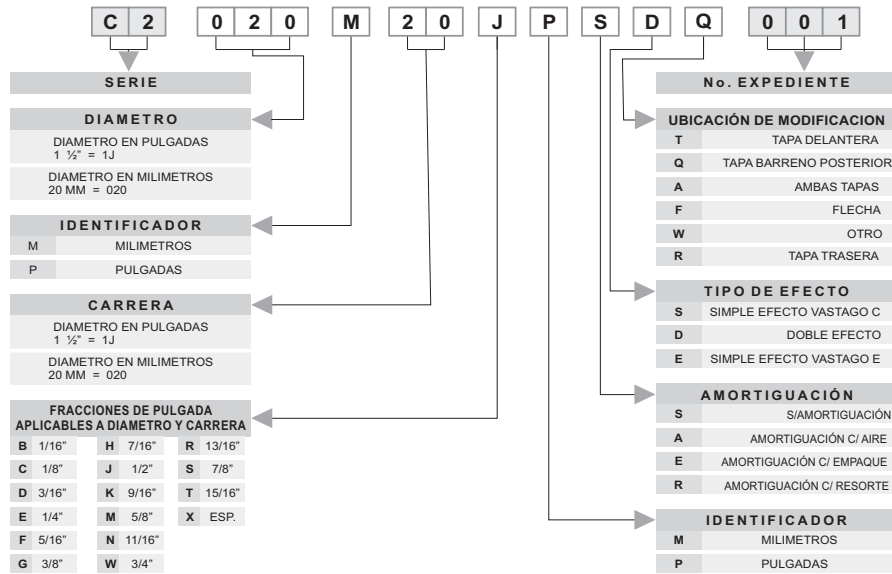 C 2 0 2 0 M 2 0 J P S D Q 0 0 1
SERIE
DIAMETRO
DIAMETRO EN PULGADAS
1 ½" = 1J
DIAMETRO EN MILIMETROS
20 MM = 020
IDENTIFICADOR
M MILIMETROS
P PULGADAS
CARRERA
DIAMETRO EN PULGADAS
1 ½" = 1J
DIAMETRO EN MILIMETROS
20 MM = 020
FRACCIONES DE PULGADA
APLICABLES A DIAMETRO Y CARRERA
B 1/16" H 7/16" R 13/16"
C 1/8" J 1/2" S 7/8"
D 3/16" K 9/16" T 15/16"
E 1/4" M 5/8" X ESP.
F 5/16" N 11/16"
G 3/8" W 3/4"
No. EXPEDIENTE
UBICACIÓN DE MODIFICACION
T TAPA DELANTERA
Q TAPA BARRENO POSTERIOR
A AMBAS TAPAS
F FLECHA
W OTRO
R TAPA TRASERA
TIPO DE EFECTO
S SIMPLE EFECTO VASTAGO C
D DOBLE EFECTO
E SIMPLE EFECTO VASTAGO E
AMORTIGUACIÓN
S S/AMORTIGUACIÓN
A AMORTIGUACIÓN C/ AIRE
E AMORTIGUACIÓN C/ EMPAQUE
R AMORTIGUACIÓN C/ RESORTE
IDENTIFICADOR
M MILIMETROS
P PULGADAS